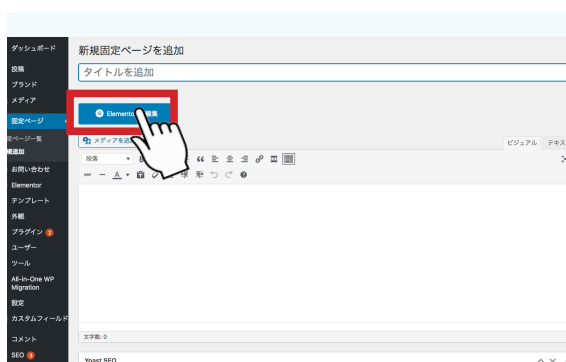 ダッシュボード
投稿
ブランド
メディア
固定ページ
新規固定ページを追加
タイトルを追加
Elemento 編集
メディアを追
ビジュアル テキス
段落
定ページ一覧
規追加
お問い合わせ
Elementor
テンプレート
外観
プラグイン 2
ユーザー
ツール
All-in-One WP
Migration
設定
カスタムフィールド
コメント
SEO
文字数: 0
Yoast SEO